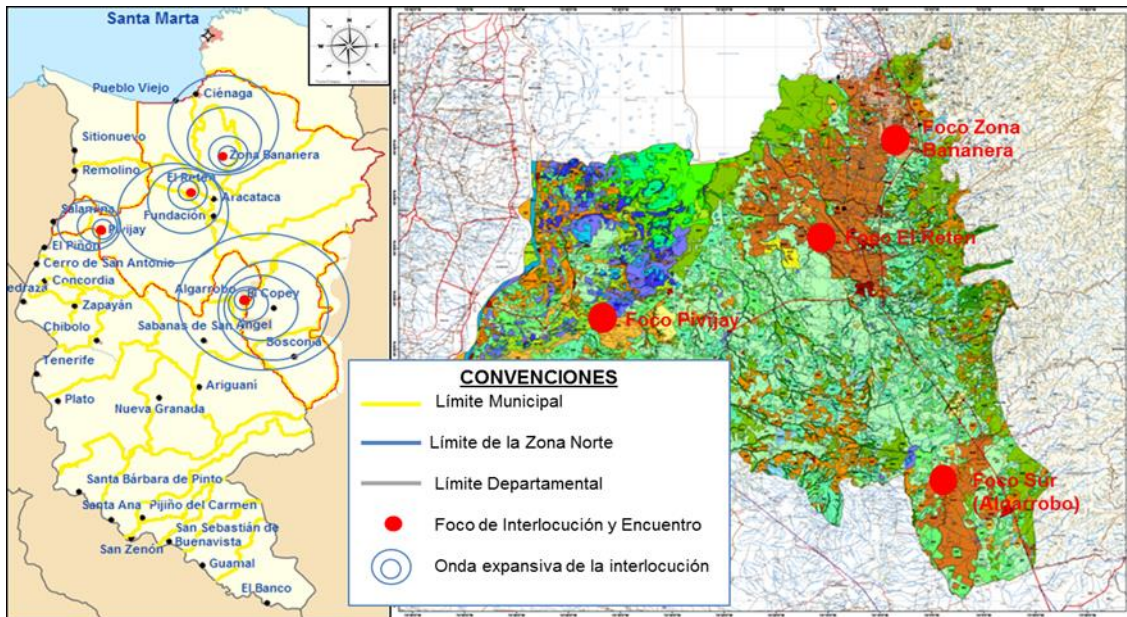 Santa Marta
Pueblo Viejo
Ciénaga
Sitionuevo
Zona Bananera
Remolino
El Retén
Aracataca
Salamina
Fundación
Pivijay
El Piñón
Cerro de San Antonio
Concordia
edraza
Algarrobo
El Copey
Zapayán
Sabanas de San Angel
Chibolo
Bosconia
Tenerife
Ariguaní
Plato
Nueva Granada
Santa Bárbara de Pinto
Santa Ana
Pijiño del Carmen
San Sebastián de
Buenavista
San Zenón
Guamal
El Banco
N
W
E
S
Foco Zona
Bananera
Foco El Retén
Foco Pivijay
Foco Sur
(Algarrobo)
CONVENCIONES
Límite Municipal
Límite de la Zona Norte
Límite Departamental
Foco de Interlocución y Encuentro
Onda expansiva de la interlocución